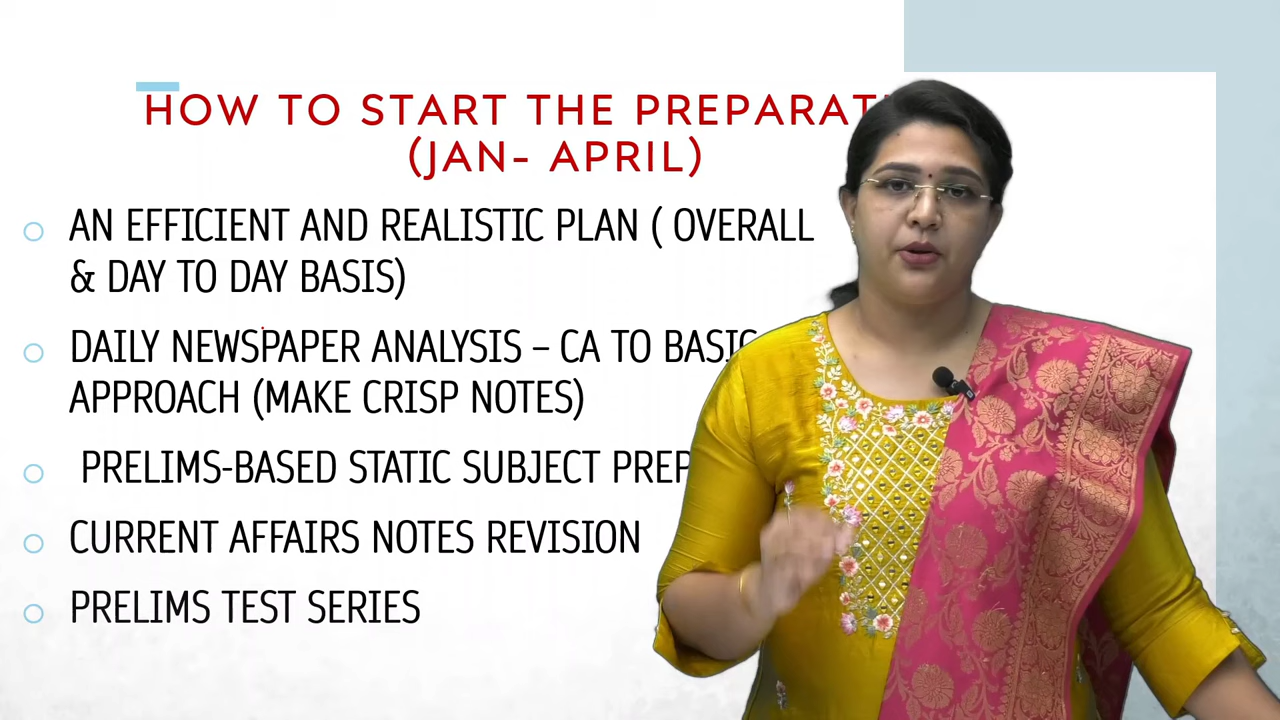 HOW TO START THE
(JAN- APRIL)
AN EFFICIENT AND REALISTIC PLAN ( OVERALL
& DAY TO DAY BASIS)
DAILY NEWSPAPER ANALYSIS – CA TO BASIC
APPROACH (MAKE CRISP NOTES)
PRELIMS-BASED STATIC SUBJECT PREP
CURRENT AFFAIRS NOTES REVISION
PRELIMS TEST SERIES